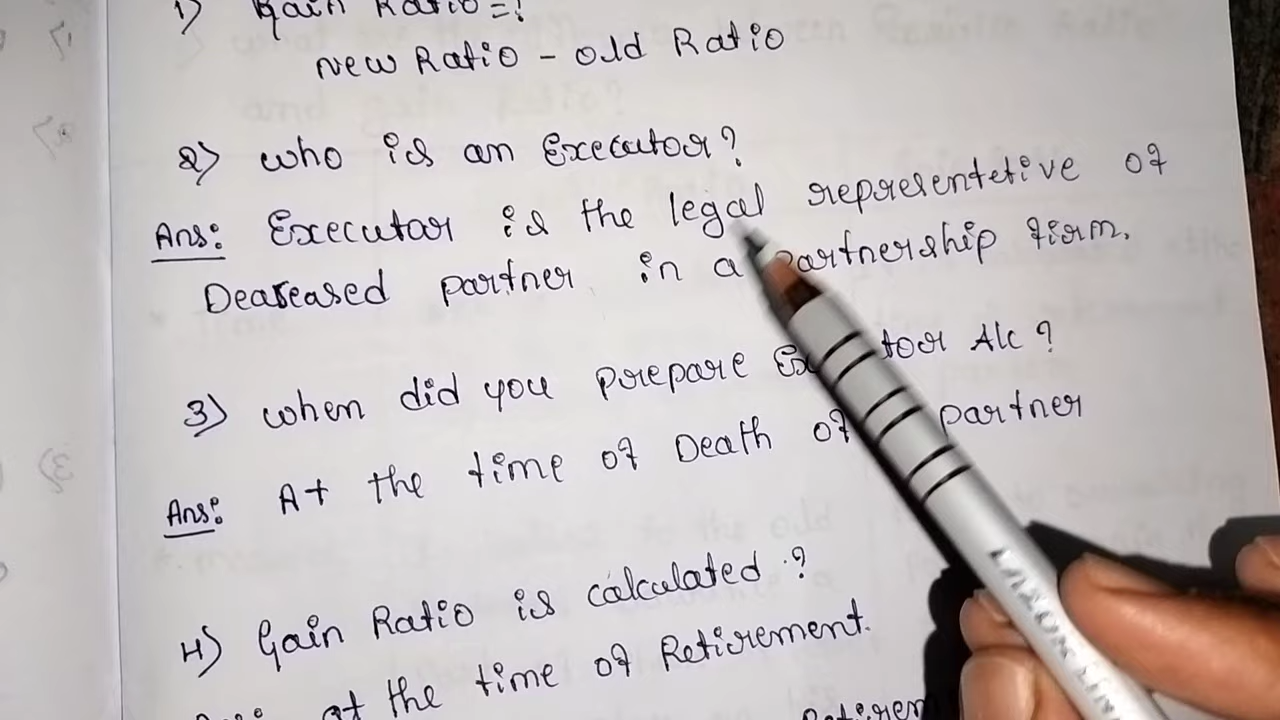 1) Gain Ratio =?
New Ratio - old Ratio
2) who is an Executor?
Ans: Executor is the legal representetive of
Deaseased partner in a partnership firm.
3) when did you prepare Ex tor A/c ?
Ans: At the time of Death of partner
4) Gain Ratio is calculated ?
Ans: at the time of Retirement.